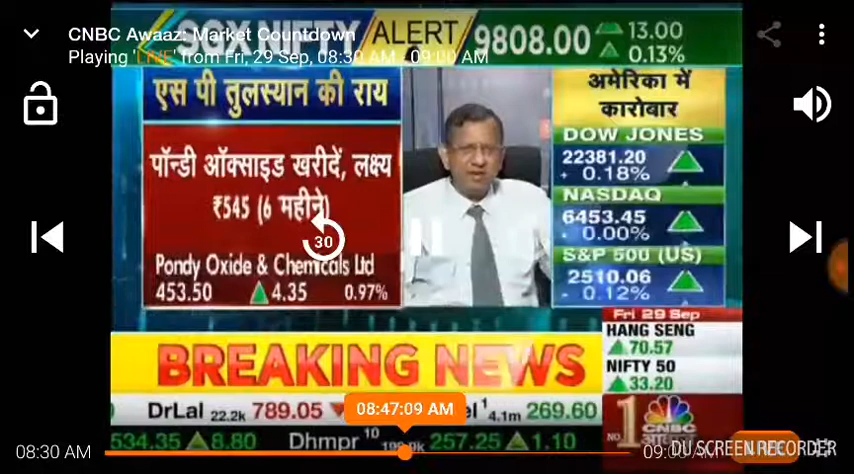 CNBC Awaaz: Market Countdown
Playing 'LIVE' from Fri, 29 Sep, 08:30 AM - 09:00 AM
SGX NIFTY
ALERT
9808.00
13.00
0.13%
एस पी तुलस्यान की राय
पॉन्डी ऑक्साइड खरीदें, लक्ष्य
₹545 (6 महीने)
30
Pondy Oxide & Chemicals Ltd
453.50 4.35 0.97%
अमेरिका में
कारोबार
DOW JONES
22381.20
0.18%
NASDAQ
6453.45
0.00%
S&P 500 (US)
2510.06
0.12%
Fri 29 Sep
HANG SENG
70.57
NIFTY 50
33.20
BREAKING NEWS
DrLal 22.2k 789.05
4.1m 269.60
08:47:09 AM
08:30 AM
534.35 8.80 Dhmpr 10 257.25 1.10
09:00 AM
NO. 1
CNBC
DU SCREEN RECORDER